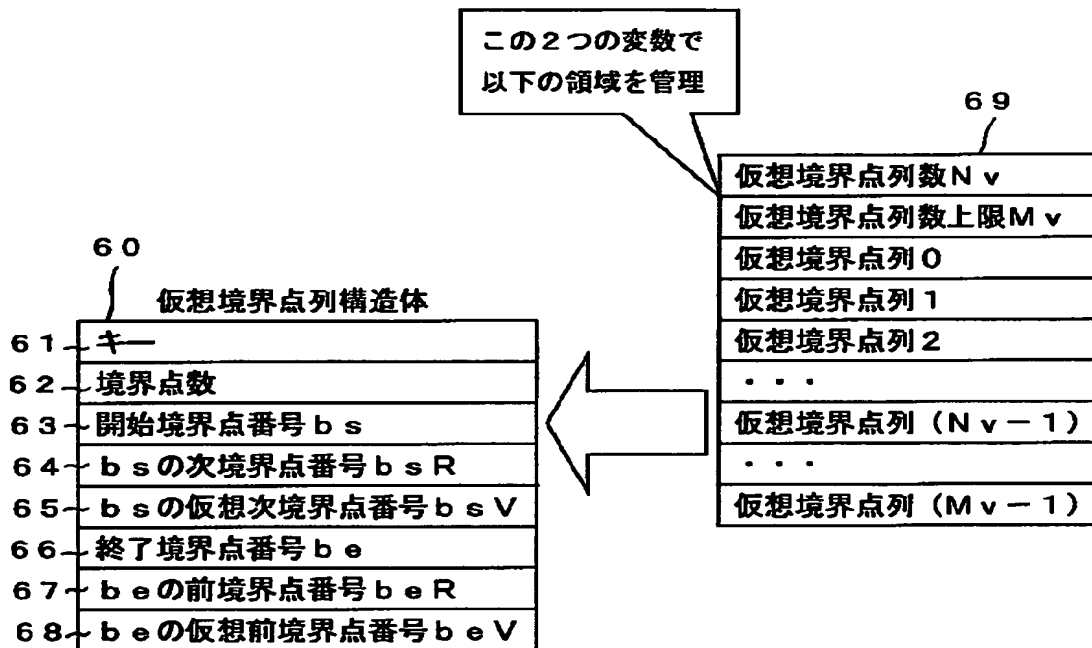 この2つの変数で
以下の領域を管理
69
仮想境界点列数Nv
仮想境界点列数上限Mv
仮想境界点列0
仮想境界点列1
仮想境界点列2
・・・
仮想境界点列(Nv-1)
・・・
仮想境界点列(Mv-1)
60
仮想境界点列構造体
61 キー
62 境界点数
63 開始境界点番号bs
64 bsの次境界点番号bsR
65 bsの仮想次境界点番号bsV
66 終了境界点番号be
67 beの前境界点番号beR
68 beの仮想前境界点番号beV